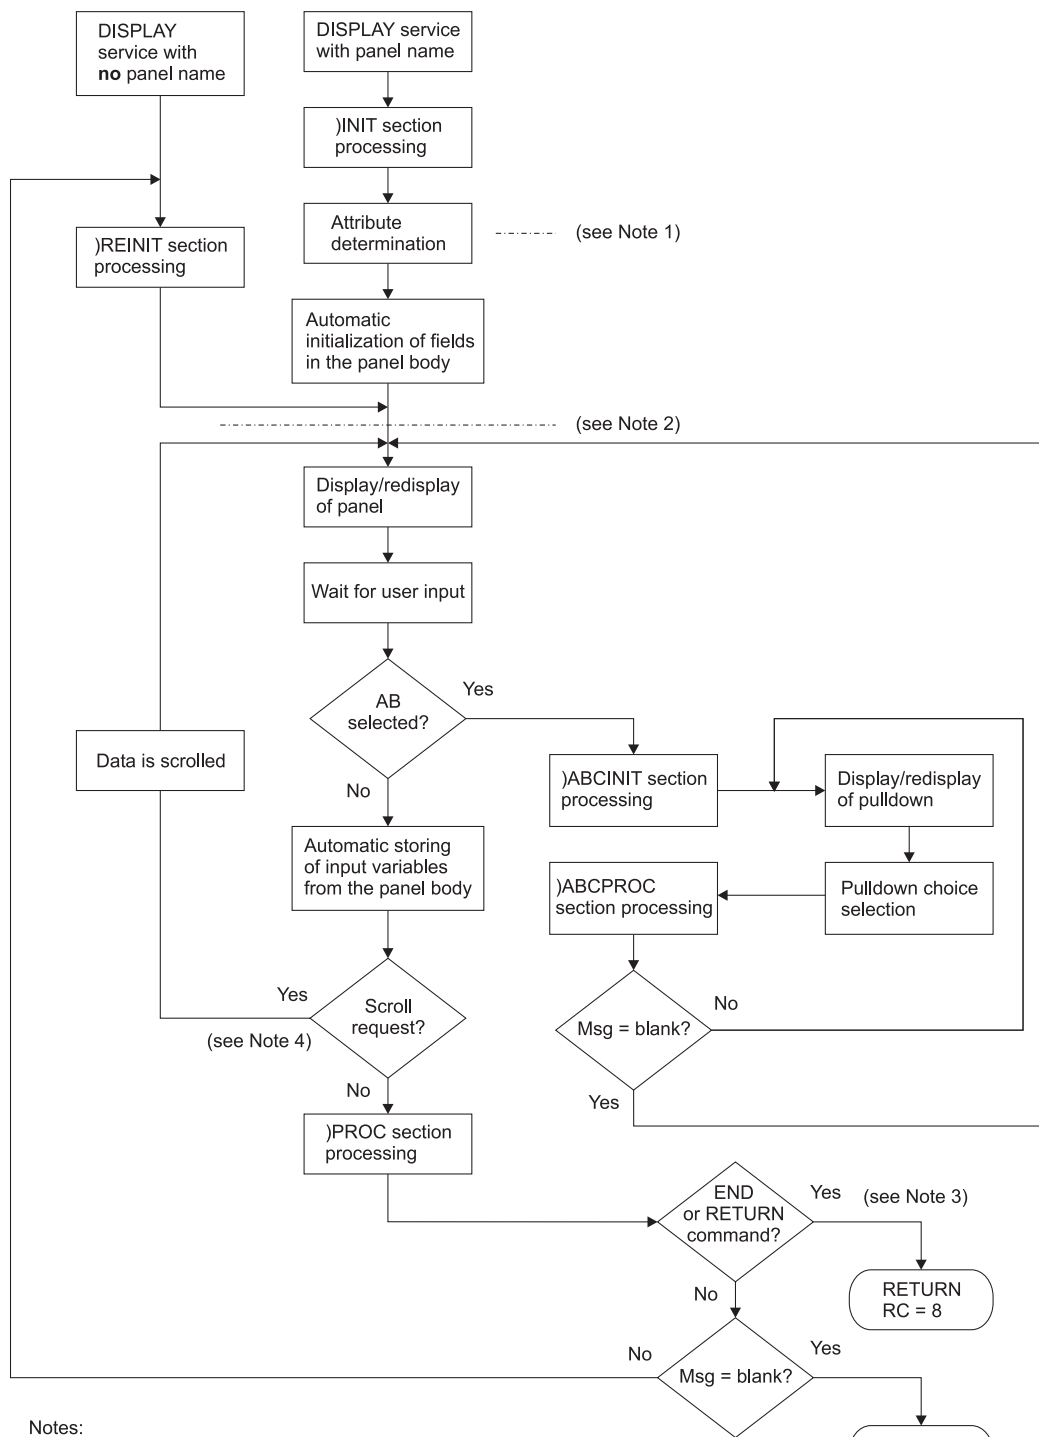 DISPLAY
service with
no panel name
DISPLAY service
with panel name
)INIT section
processing
Attribute
determination
(see Note 1)
)REINIT section
processing
Automatic
initialization of fields
in the panel body
(see Note 2)
Display/redisplay
of panel
Wait for user input
AB
selected?
Yes
No
Data is scrolled
)ABCINIT section
processing
Display/redisplay
of pulldown
Automatic storing
of input variables
from the panel body
)ABCPROC
section processing
Pulldown choice
selection
Scroll
request?
Yes
(see Note 4)
No
Msg = blank?
No
Yes
)PROC section
processing
END
or RETURN
command?
Yes
(see Note 3)
No
RETURN
RC = 8
Msg = blank?
No
Yes
Notes: